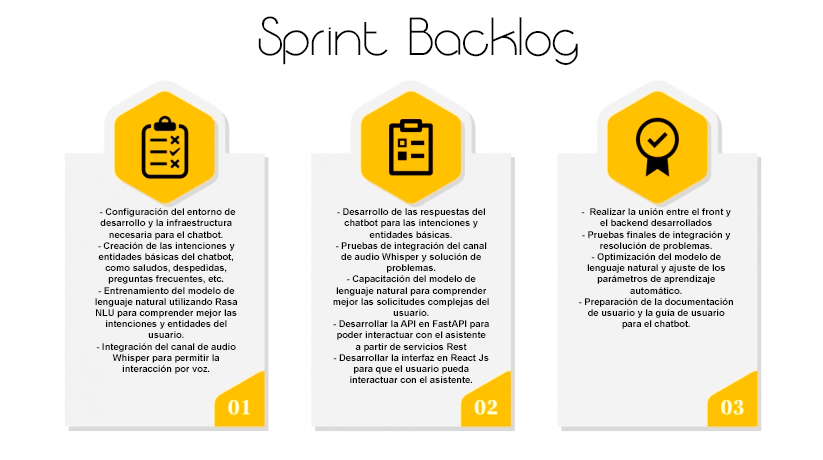 Sprint Backlog
- Configuración del entorno de
desarrollo y la infraestructura
necesaria para el chatbot.
- Creación de las intenciones y
entidades básicas del chatbot,
como saludos, despedidas,
preguntas frecuentes, etc.
- Entrenamiento del modelo de
lenguaje natural utilizando Rasa
NLU para comprender mejor las
intenciones y entidades del
usuario.
- Integración del canal de audio
Whisper para permitir la
interacción por voz.
01
- Desarrollo de las respuestas del
chatbot para las intenciones y
entidades básicas.
- Pruebas de integración del canal
de audio Whisper y solución de
problemas.
- Capacitación del modelo de
lenguaje natural para comprender
mejor las solicitudes complejas del
usuario.
- Desarrollar la API en FastAPI para
poder interactuar con el asistente
a partir de servicios Rest
- Desarrollar la interfaz en React Js
para que el usuario pueda
interactuar con el asistente.
02
- Realizar la unión entre el front y
el backend desarrollados
- Pruebas finales de integración y
resolución de problemas.
- Optimización del modelo de
lenguaje natural y ajuste de los
parámetros de aprendizaje
automático.
- Preparación de la documentación
de usuario y la guía de usuario
para el chatbot.
03